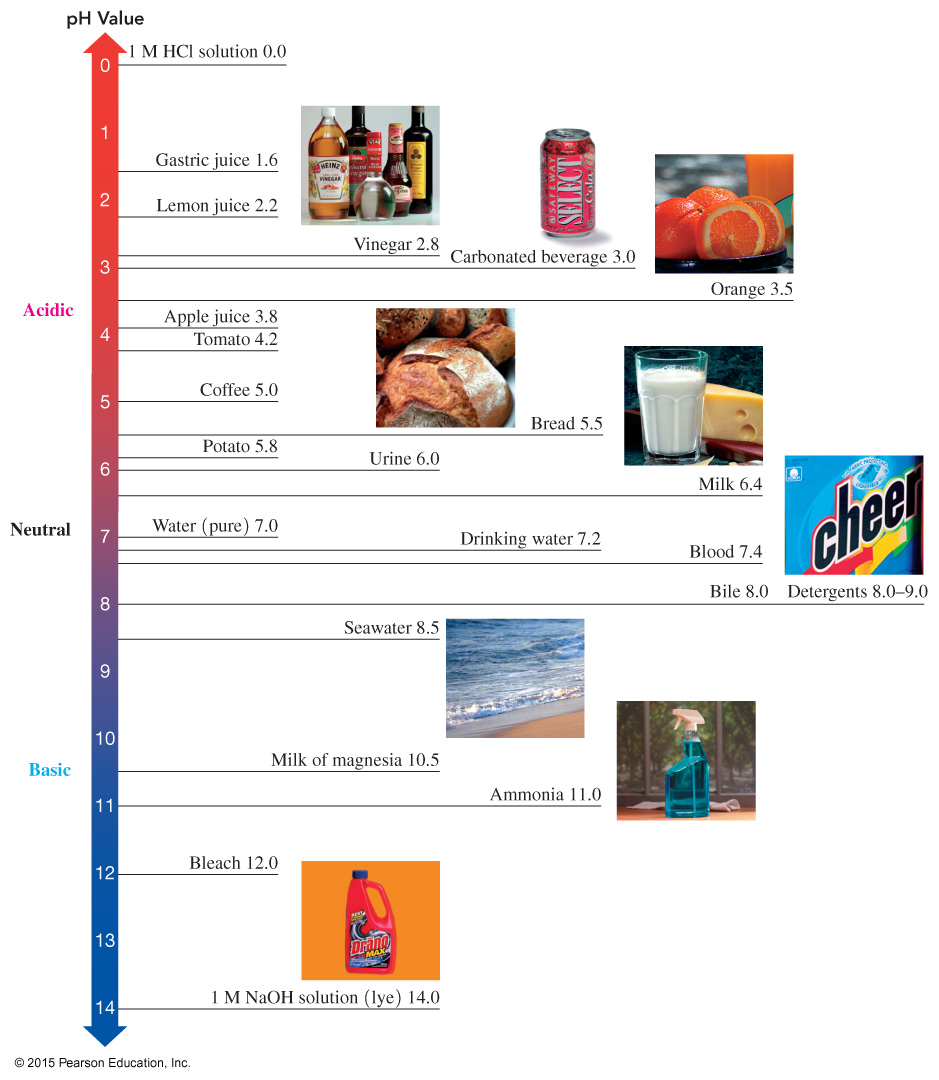 pH Value
1 M HCl solution 0.0
0
1
Gastric juice 1.6
2
Lemon juice 2.2
HEINZ
VINEGAR
SAFEWAY
SELECT
Cola
Vinegar 2.8
Carbonated beverage 3.0
3
Orange 3.5
Acidic
Apple juice 3.8
4
Tomato 4.2
Coffee 5.0
5
Bread 5.5
Potato 5.8
Urine 6.0
6
Milk 6.4
cheer
Neutral
Water (pure) 7.0
7
Drinking water 7.2
Blood 7.4
Bile 8.0
Detergents 8.0–9.0
8
Seawater 8.5
9
10
Milk of magnesia 10.5
Basic
Ammonia 11.0
11
Bleach 12.0
12
Drano
MAX
13
1 M NaOH solution (lye) 14.0
14
© 2015 Pearson Education, Inc.